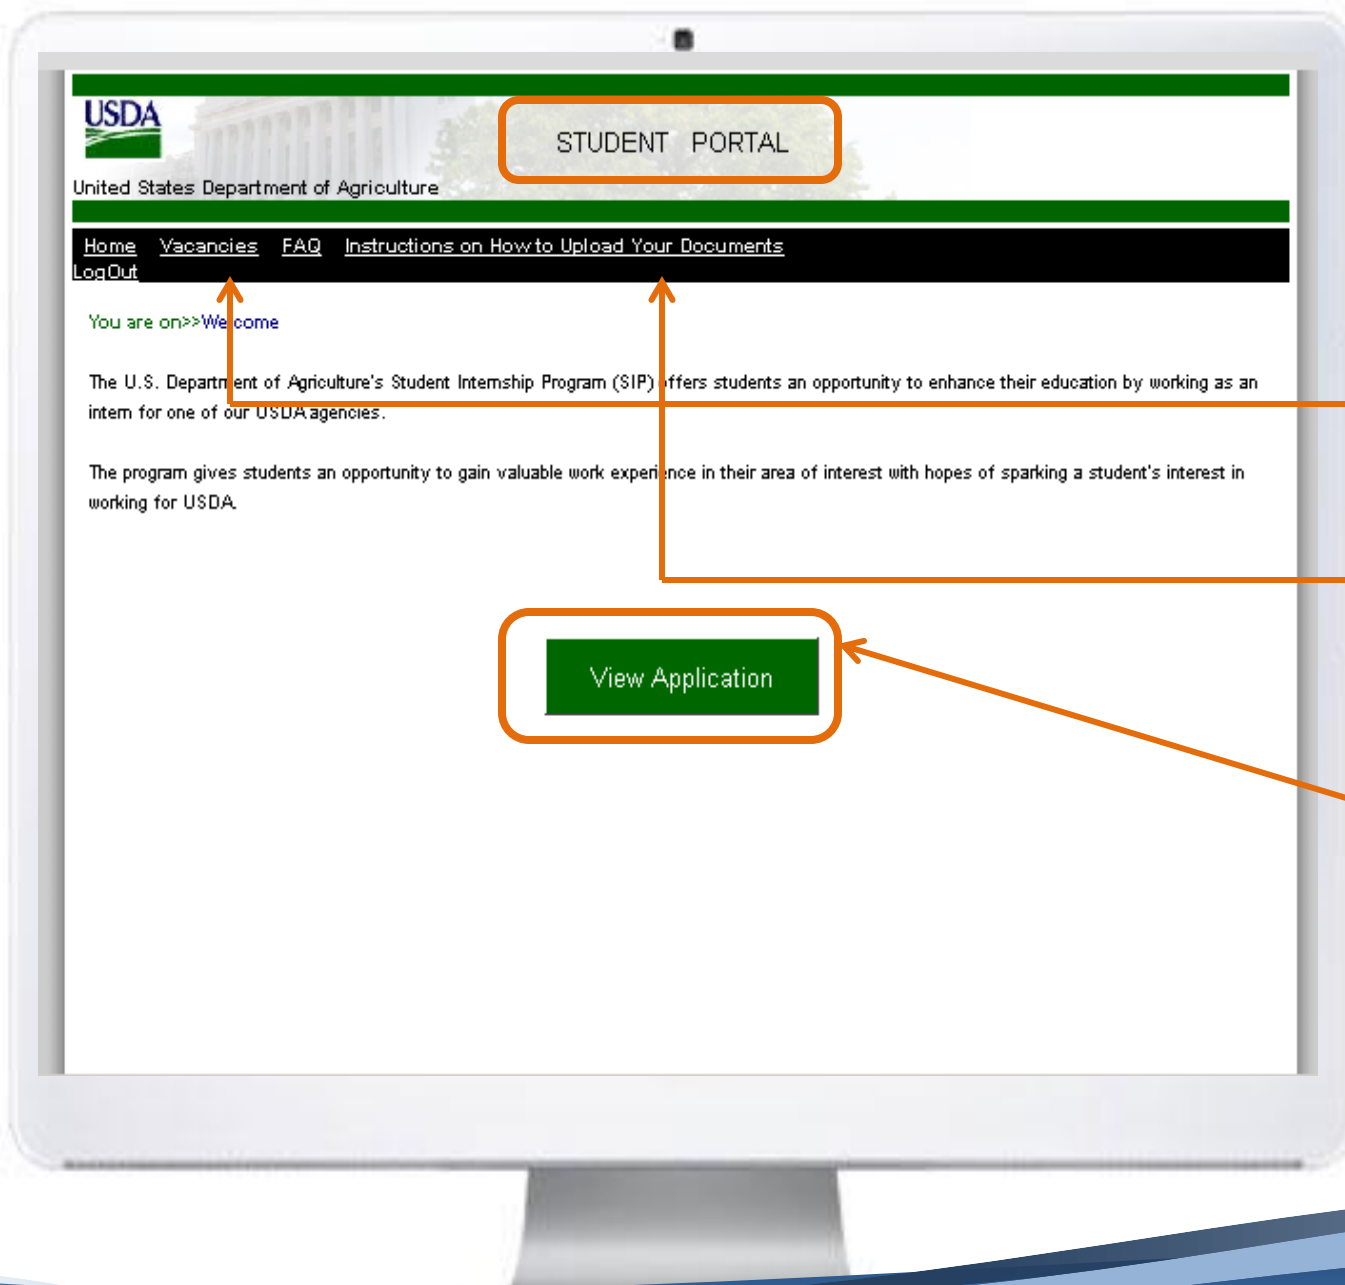 USDA
STUDENT PORTAL
United States Department of Agriculture
Home Vacancies FAQ Instructions on How to Upload Your Documents
LogOut
You are on>>Welcome
The U.S. Department of Agriculture's Student Internship Program (SIP) offers students an opportunity to enhance their education by working as an
intern for one of our USDA agencies.
The program gives students an opportunity to gain valuable work experience in their area of interest with hopes of sparking a student's interest in
working for USDA.
View Application